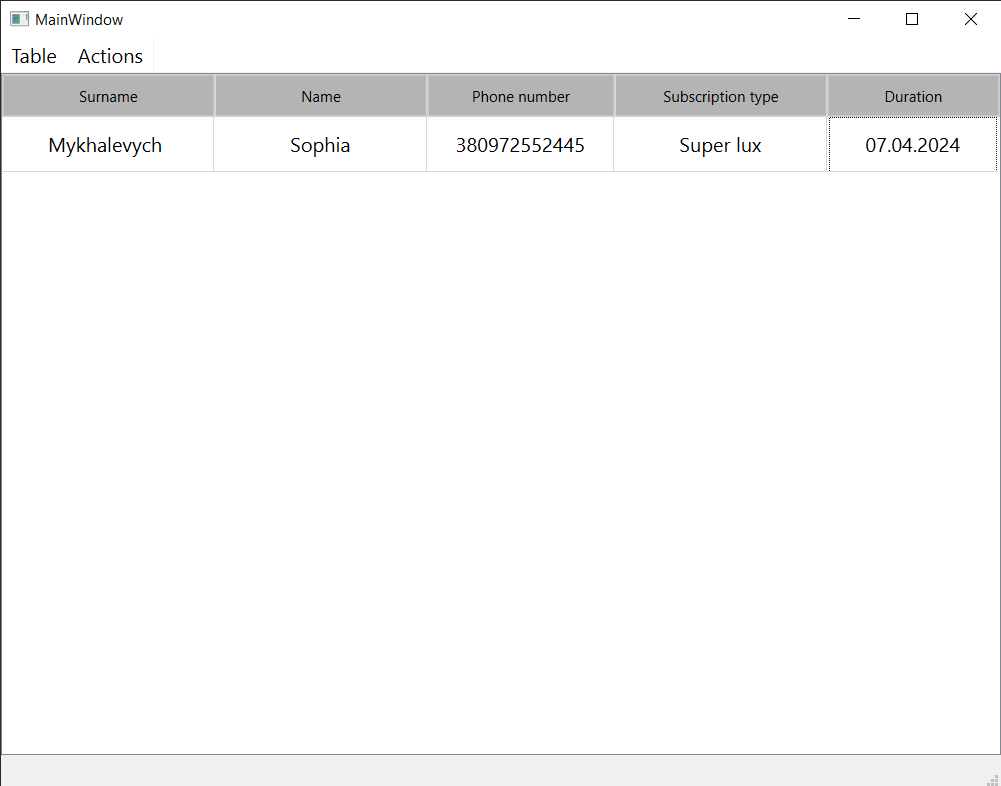 MainWindow
Table Actions
Surname Name Phone number Subscription type Duration
Mykhalevych Sophia 380972552445 Super lux 07.04.2024